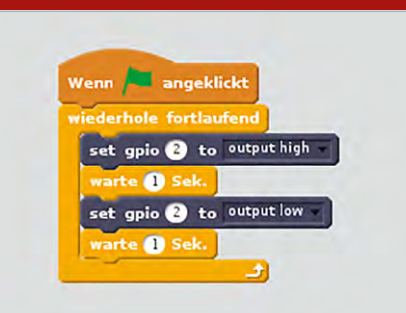 Wenn angeklickt
wiederhole fortlaufend
set gpio 2 to output high
warte 1 Sek.
set gpio 2 to output low
warte 1 Sek.